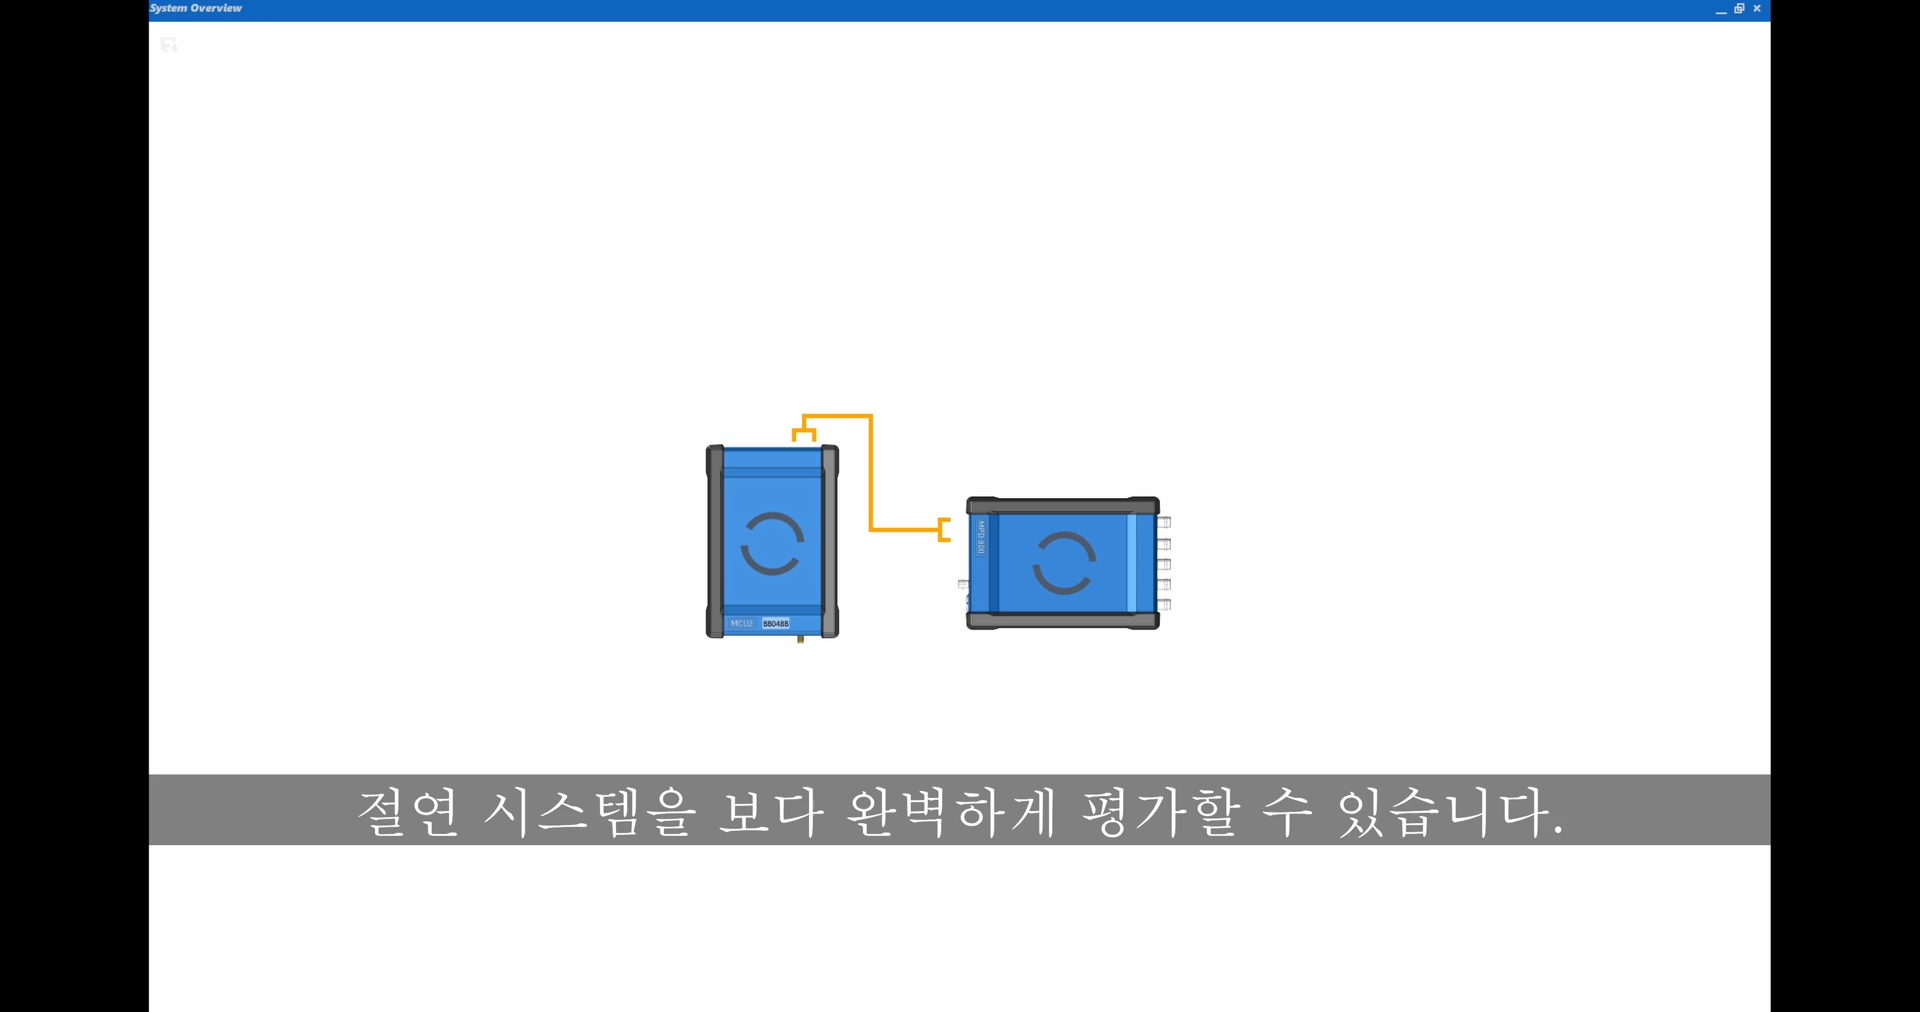 System Overview
MPD 800
MCU2 BB048B
절연 시스템을 보다 완벽하게 평가할 수 있습니다.